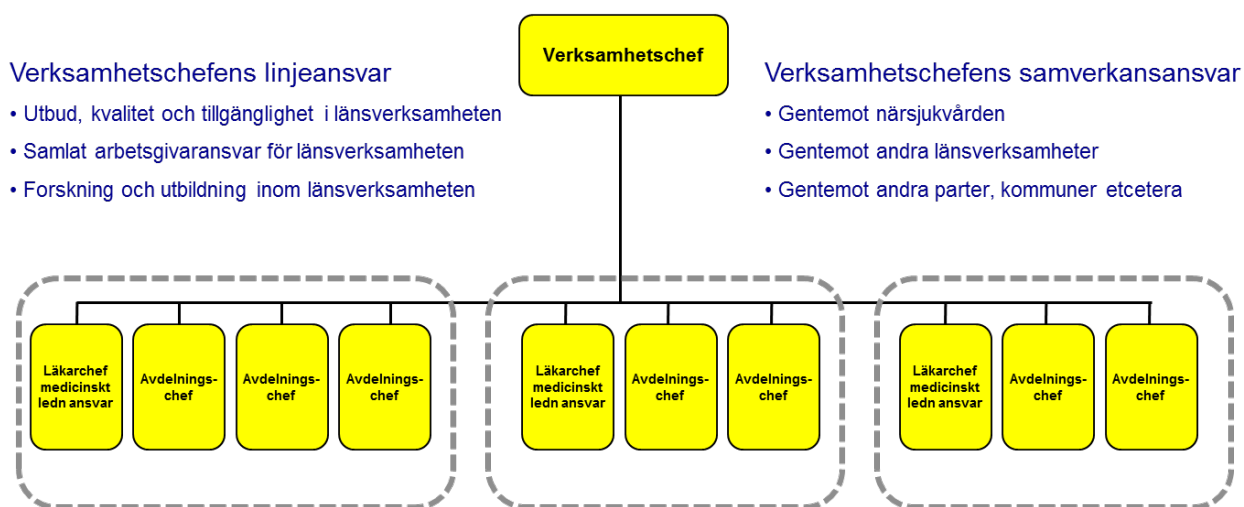 Verksamhetschef
Verksamhetschefens linjeansvar
• Utbud, kvalitet och tillgänglighet i länsverksamheten
• Samlat arbetsgivaransvar för länsverksamheten
• Forskning och utbildning inom länsverksamheten
Verksamhetschefens samverkansansvar
• Gentemot närsjukvården
• Gentemot andra länsverksamheter
• Gentemot andra parter, kommuner etcetera
Läkarchef
medicinskt
ledn ansvar
Avdelnings-
chef
Avdelnings-
chef
Avdelnings-
chef
Läkarchef
medicinskt
ledn ansvar
Avdelnings-
chef
Avdelnings-
chef
Läkarchef
medicinskt
ledn ansvar
Avdelnings-
chef
Avdelnings-
chef